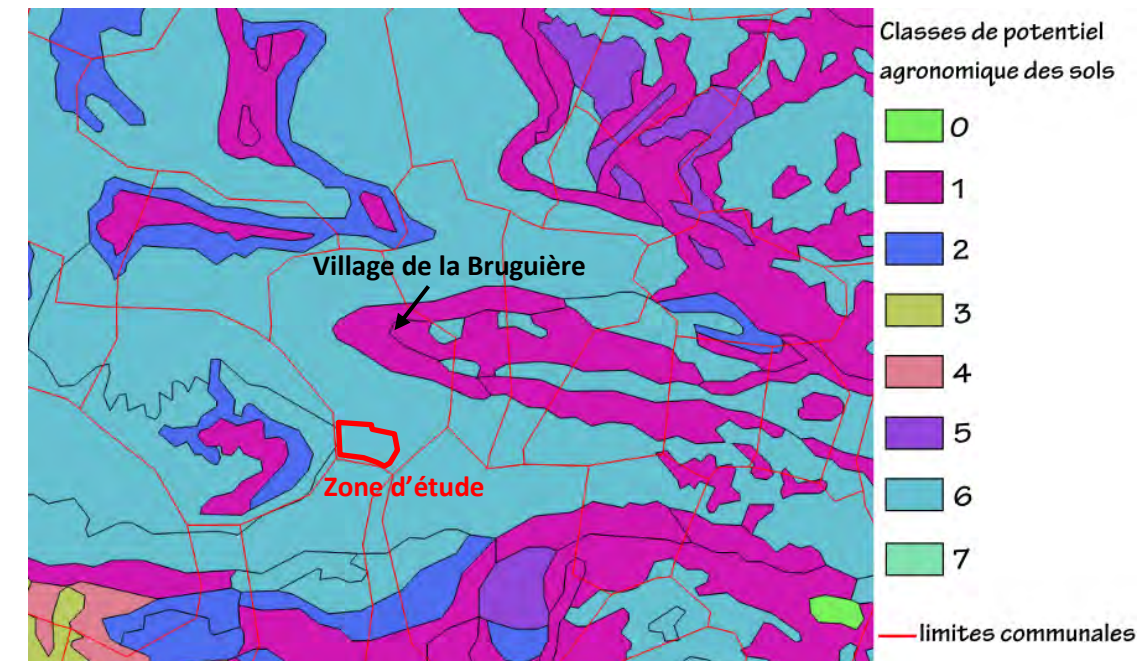 Classes de potentiel
agronomique des sols
0
1
2
3
4
5
6
7
limites communales
Village de la Bruguière
Zone d'étude